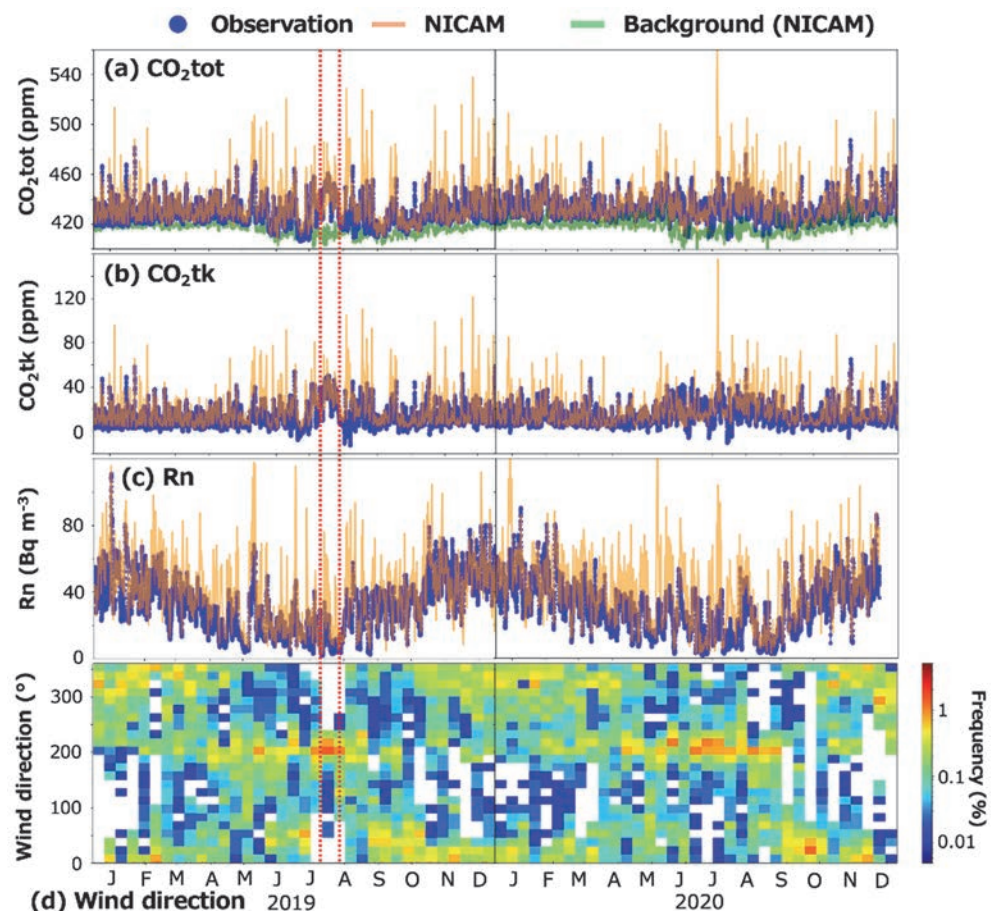 Observation NICAM Background (NICAM)
(a) CO₂tot
CO₂tot (ppm)
540
500
460
420
(b) CO₂tk
CO₂tk (ppm)
120
80
40
0
(c) Rn
Rn (Bq m⁻³)
80
40
0
Wind direction (°)
300
200
100
0
1
0.1
0.01
Frequency (%)
J F M A M J J A S O N D J F M A M J J A S O N D
(d) Wind direction 2019 2020